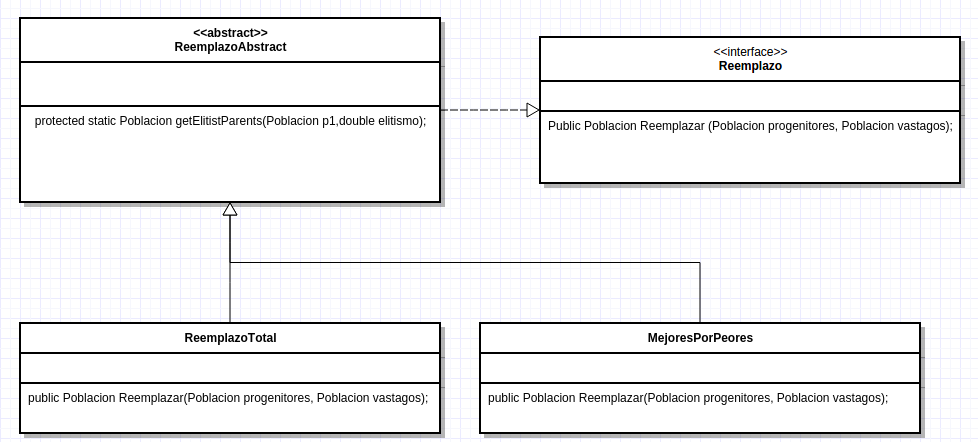 <<abstract>>
ReemplazoAbstract
protected static Poblacion getElitistParents(Poblacion p1,double elitismo);
<<interface>>
Reemplazo
Public Poblacion Reemplazar (Poblacion progenitores, Poblacion vastagos);
ReemplazoTotal
public Poblacion Reemplazar(Poblacion progenitores, Poblacion vastagos);
MejoresPorPeores
public Poblacion Reemplazar(Poblacion progenitores, Poblacion vastagos);